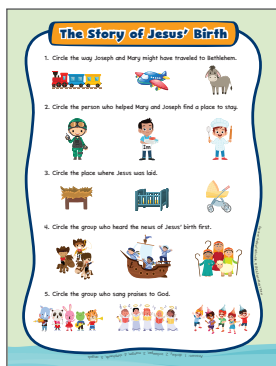 The Story of Jesus' Birth
1. Circle the way Joseph and Mary might have traveled to Bethlehem.
2. Circle the person who helped Mary and Joseph find a place to stay.
Inn
3. Circle the place where Jesus was laid.
4. Circle the group who heard the news of Jesus' birth first.
5. Circle the group who sang praises to God.